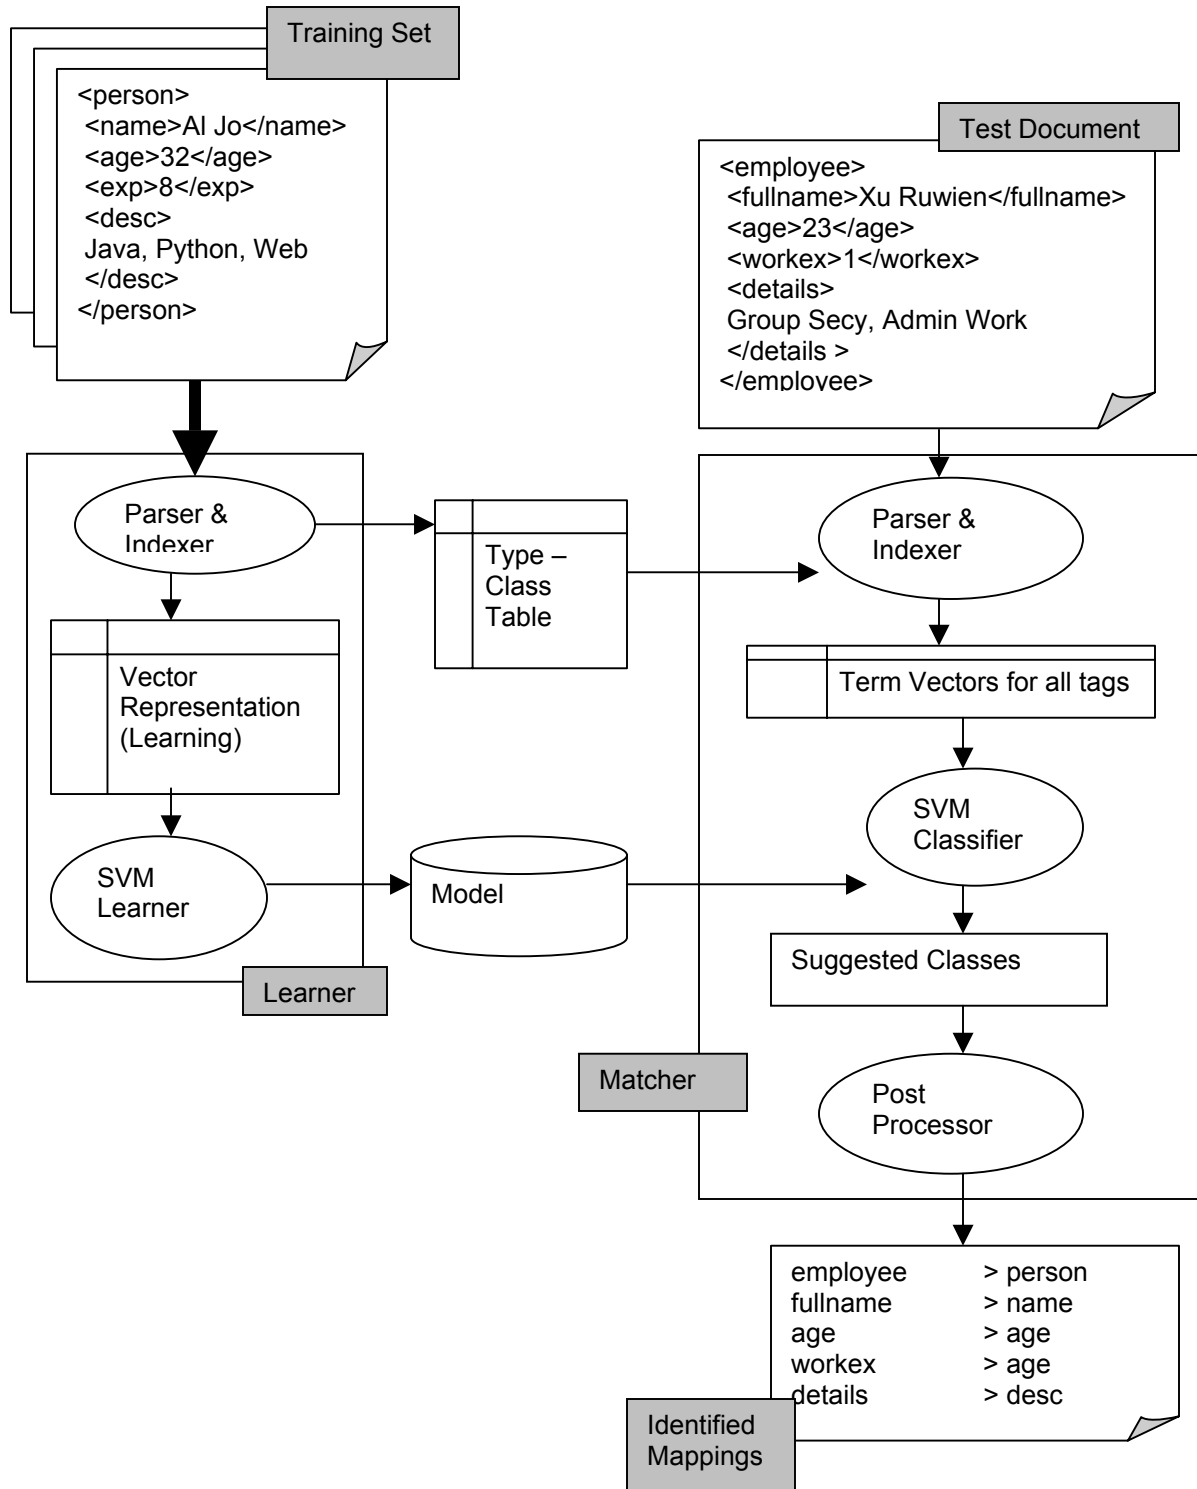 Training Set
<person>
<name>Al Jo</name>
<age>32</age>
<exp>8</exp>
<desc>
Java, Python, Web
</desc>
</person>
Test Document
<employee>
<fullname>Xu Ruwien</fullname>
<age>23</age>
<workex>1</workex>
<details>
Group Secy, Admin Work
</details >
</employee>
Parser &
Indexer
Type –
Class
Table
Parser &
Indexer
Vector
Representation
(Learning)
Term Vectors for all tags
SVM
Learner
Model
SVM
Classifier
Suggested Classes
Learner
Matcher
Post
Processor
employee > person
fullname > name
age > age
workex > age
details > desc
Identified
Mappings